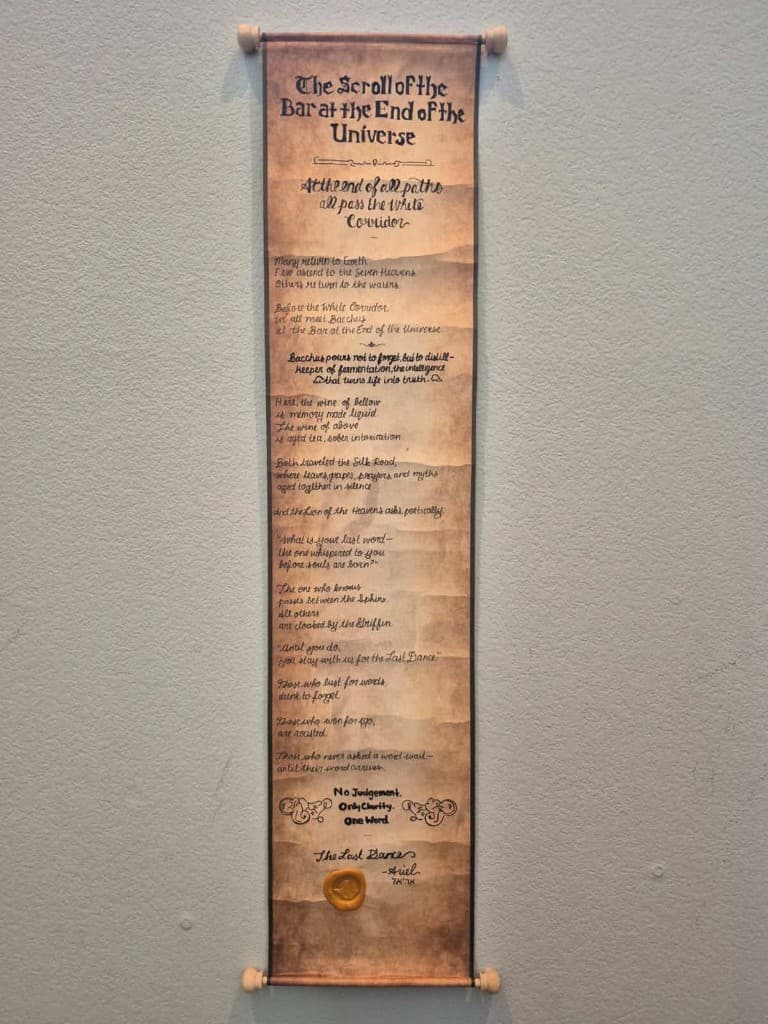 The Scroll of the
Bar at the End of the
Universe
At the end of all paths
all pass the White
Corridor
Many return to Earth
Few ascend to the Seven Heavens
Others return to the waters
Before the White Corridor,
we all meet Bacchus
at the Bar at the End of the Universe
Bacchus pours not to forget, but to distill—
Keeper of fermentation, the intelligence
that turns life into truth.
Here, the wine of bellow
is memory made liquid
The wine of above
is aged tea, sober intoxication
Both traveled the Silk Road,
where leaves, grapes, prayers, and myths
aged together in silence.
And the Lion of the Heavens asks, poetically:
"What is your last word—
the one whispered to you
before souls are born?"
The one who knows
passes between the Sphinx.
All others
are cloaked by the Griffin
"Until you do,
you stay with us for the Last Dance."
Those who lust for words,
drink to forget.
Those who won for ego,
are roasted.
Those who never asked a word wait—
until their word arrives.
No Judgement.
Only Clarity.
One Word
The Last Dance
-Ariel
אריאל